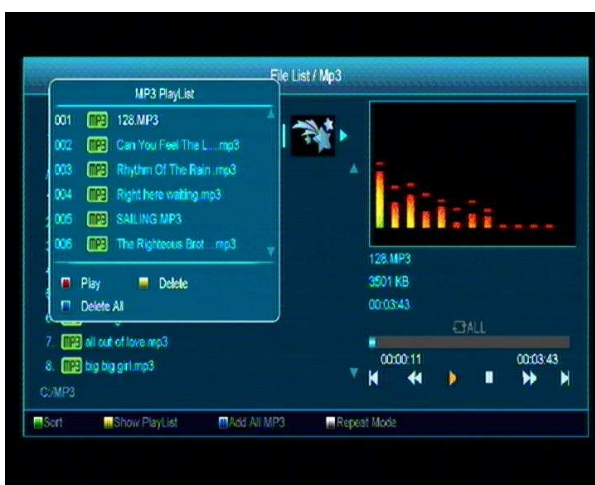 File List / Mp3
MP3 PlayList
001 MP3 128.MP3
002 MP3 Can You Feel The L...mp3
003 MP3 Rhythm Of The Rain .mp3
004 MP3 Right here waiting.mp3
005 MP3 SAILING.MP3
006 MP3 The Righteous Brot...mp3
Play Delete
Delete All
7. MP3 all out of love.mp3
8. MP3 big big girl.mp3
C:/MP3
128.MP3
3501 KB
00:03:43
ALL
00:00:11 00:03:43
Sort Show PlayList Add All MP3 Repeat Mode